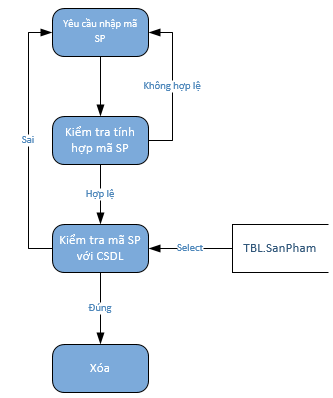 Yêu cầu nhập mã
SP
Không hợp lệ
Kiểm tra tính
hợp mã SP
Sai
Hợp lệ
Kiểm tra mã SP
với CSDL
Select
TBL.SanPham
Đúng
Xóa